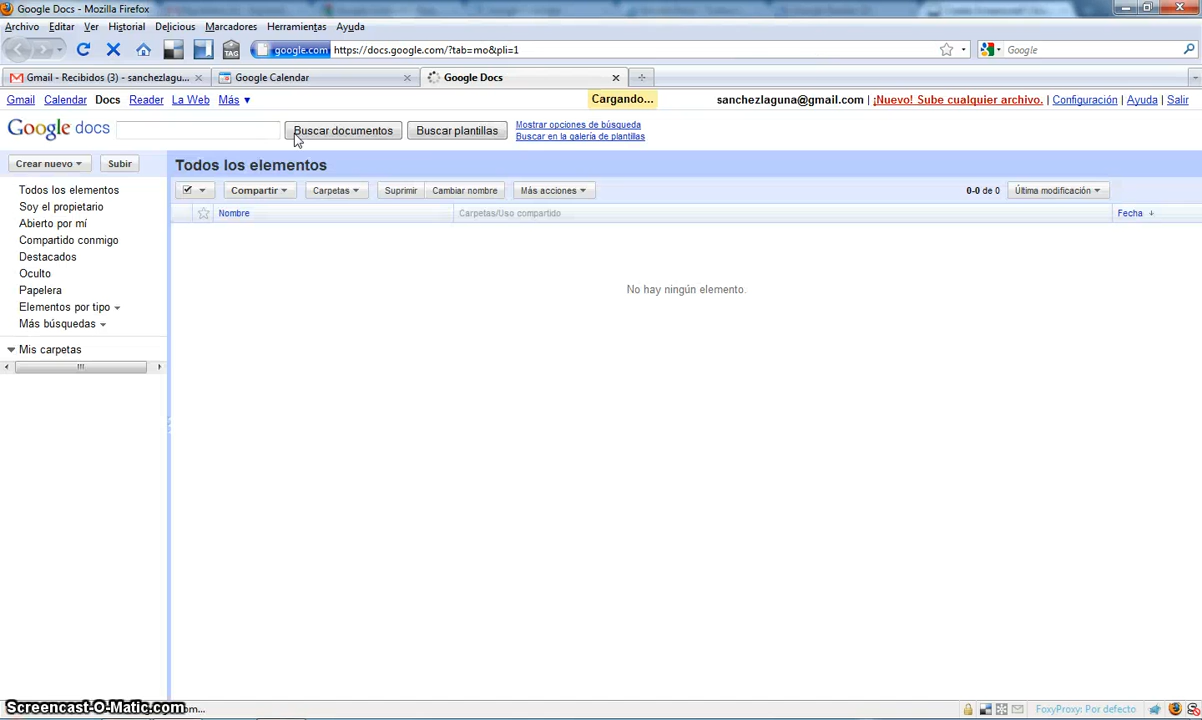 Google Docs - Mozilla Firefox
Archivo Editar Ver Historial Delicious Marcadores Herramientas Ayuda
TAG google.com https://docs.google.com/?tab=mo&pli=1 Google
Gmail - Recibidos (3) - sanchezlagu... Google Calendar Google Docs
Gmail Calendar Docs Reader La Web Más Cargando... sanchezlaguna@gmail.com | ¡Nuevo! Sube cualquier archivo. | Configuración | Ayuda | Salir
Google docs Buscar documentos Buscar plantillas
Mostrar opciones de búsqueda
Buscar en la galería de plantillas
Crear nuevo Subir
Todos los elementos
Compartir Carpetas Suprimir Cambiar nombre Más acciones 0-0 de 0 Última modificación
Nombre Carpetas/Uso compartido Fecha
No hay ningún elemento.
Todos los elementos
Soy el propietario
Abierto por mí
Compartido conmigo
Destacados
Oculto
Papelera
Elementos por tipo
Más búsquedas
Mis carpetas
Screencast-O-Matic.com om... FoxyProxy: Por defecto